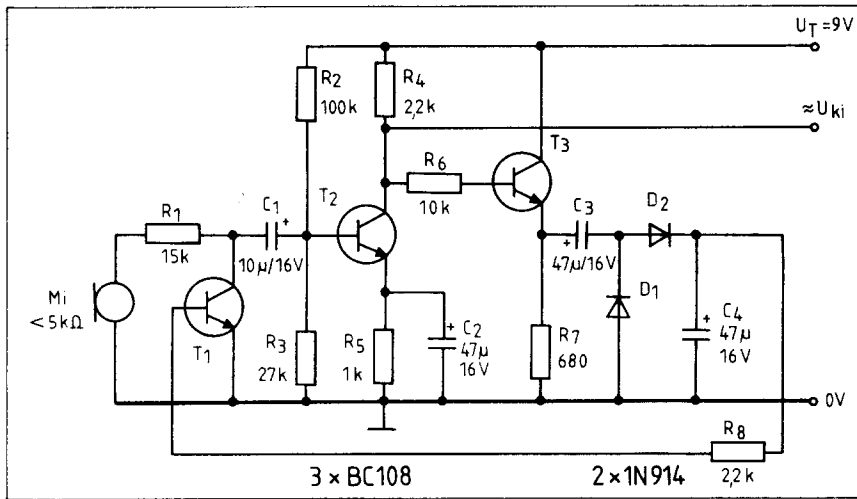 U_T=9V
R2
100k
R4
2,2k
≈U_ki
T3
R6
10k
R1
15k
C1
+
10µ/16V
T2
C3
+
47µ/16V
D2
D1
Mi
<5kΩ
T1
R3
27k
R5
1k
+
C2
47µ
16V
R7
680
+
C4
47µ
16V
0V
R8
2,2k
3×BC108
2×1N914